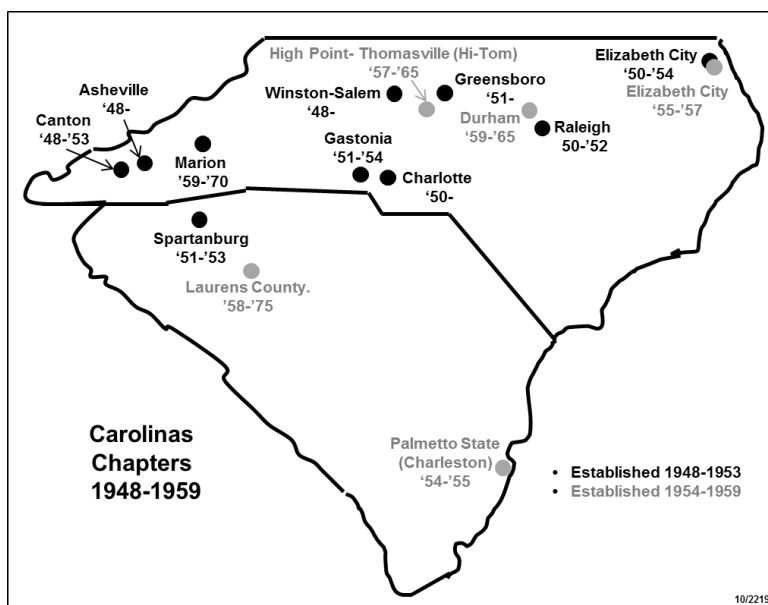 High Point- Thomasville (Hi-Tom)
‘57-’65
Elizabeth City
‘50-’54
Elizabeth City
‘55-’57
Asheville
‘48-
Canton
‘48-’53
Winston-Salem
‘48-
Greensboro
‘51-
Durham
‘59-’65
Raleigh
50-’52
Marion
’59-’70
Gastonia
’51-’54
Charlotte
’50-
Spartanburg
‘51-’53
Laurens County.
’58-’75
Carolinas
Chapters
1948-1959
Palmetto State
(Charleston)
‘54-’55
• Established 1948-1953
• Established 1954-1959
10/2219